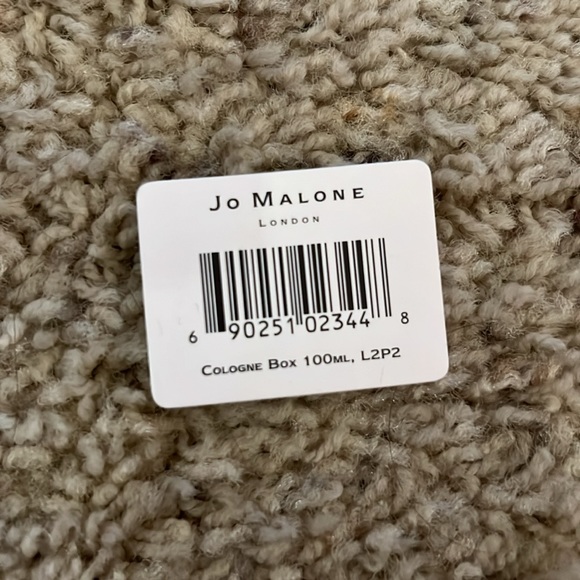 Jo Malone
London
6 90251 02344 8
Cologne Box 100ml, L2P2